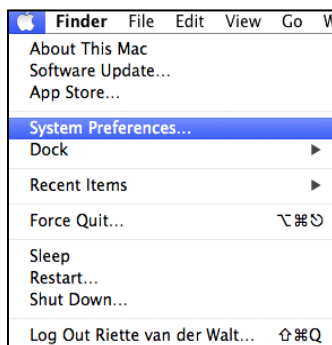 Finder File Edit View Go
About This Mac
Software Update...
App Store...
System Preferences...
Dock ▶
Recent Items ▶
Force Quit... ⌥⌘⎋
Sleep
Restart...
Shut Down...
Log Out Riette van der Walt... ⇧⌘Q